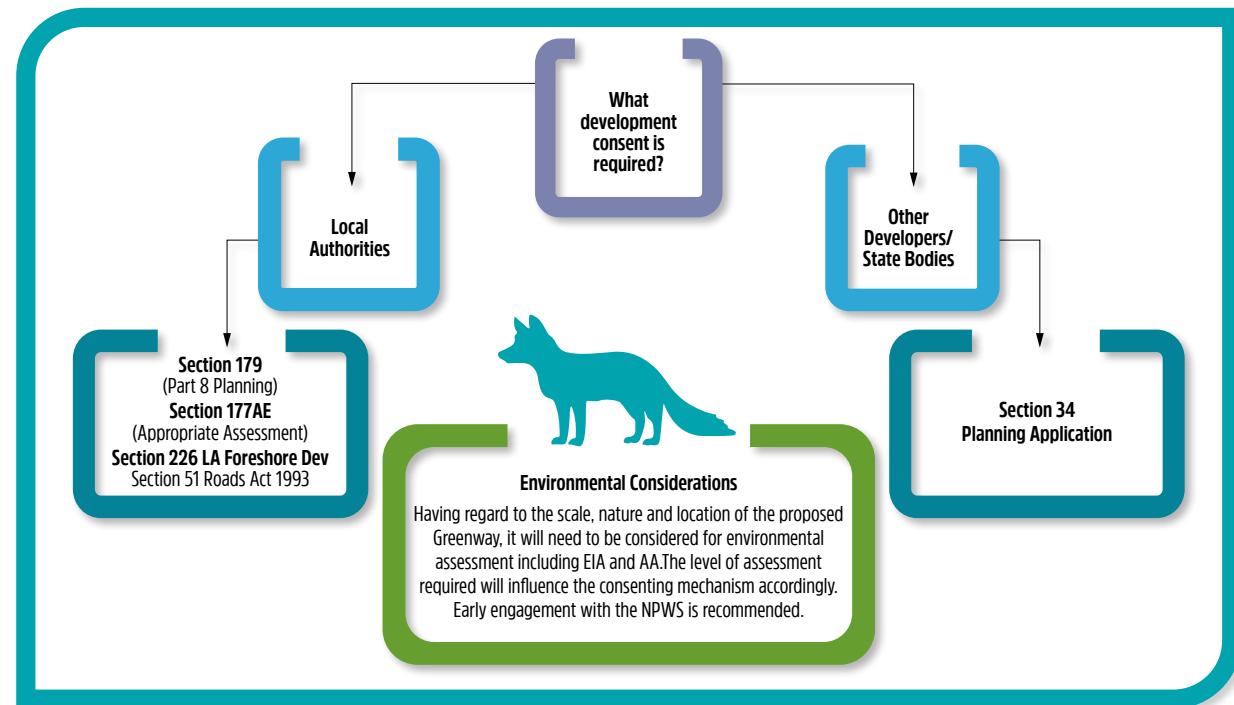 What
development
consent is
required?
Local
Authorities
Other
Developers/
State Bodies
Section 179
(Part 8 Planning)
Section 177AE
(Appropriate Assessment)
Section 226 LA Foreshore Dev
Section 51 Roads Act 1993
Section 34
Planning Application
Environmental Considerations
Having regard to the scale, nature and location of the proposed
Greenway, it will need to be considered for environmental
assessment including EIA and AA.The level of assessment
required will influence the consenting mechanism accordingly.
Early engagement with the NPWS is recommended.